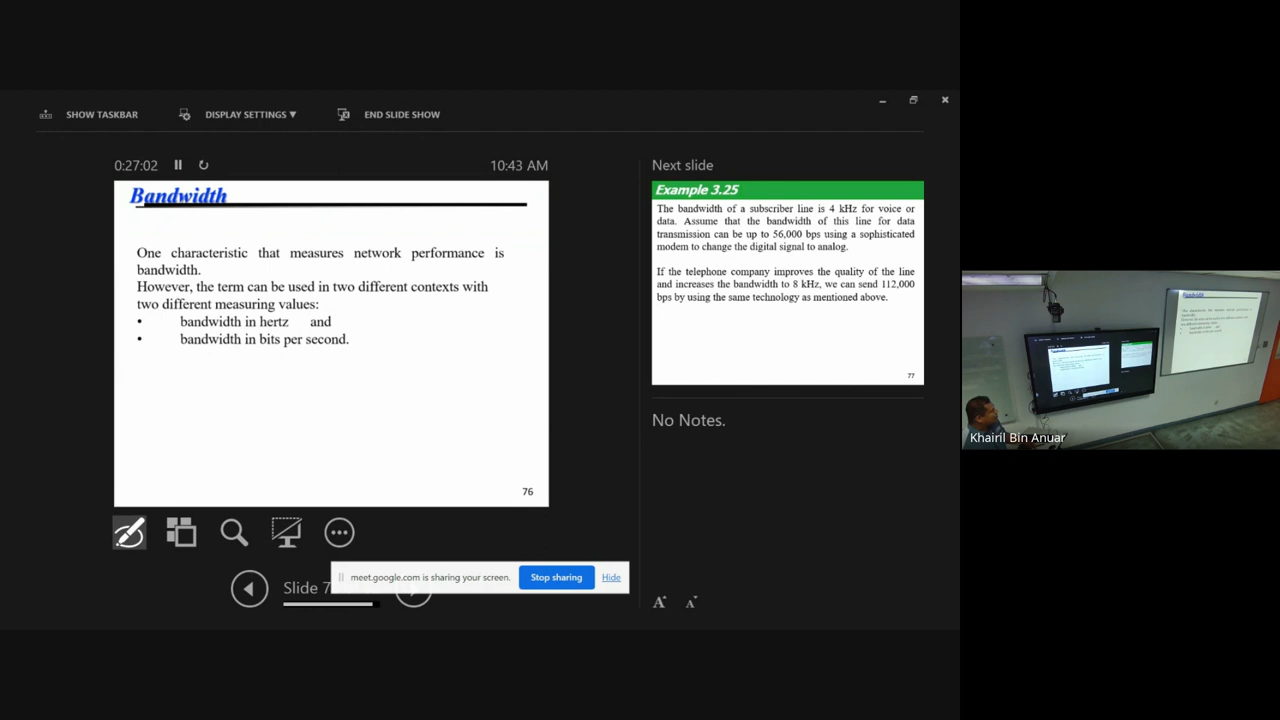 SHOW TASKBAR
DISPLAY SETTINGS ▼
END SLIDE SHOW
0:27:02
10:43 AM
Bandwidth
One characteristic that measures network performance is
bandwidth.
However, the term can be used in two different contexts with
two different measuring values:
• bandwidth in hertz and
• bandwidth in bits per second.
76
Slide 7
meet.google.com is sharing your screen.
Stop sharing
Hide
Next slide
Example 3.25
The bandwidth of a subscriber line is 4 kHz for voice or
data. Assume that the bandwidth of this line for data
transmission can be up to 56,000 bps using a sophisticated
modem to change the digital signal to analog.
If the telephone company improves the quality of the line
and increases the bandwidth to 8 kHz, we can send 112,000
bps by using the same technology as mentioned above.
77
No Notes.
A A
Bandwidth
Khairil Bin Anuar